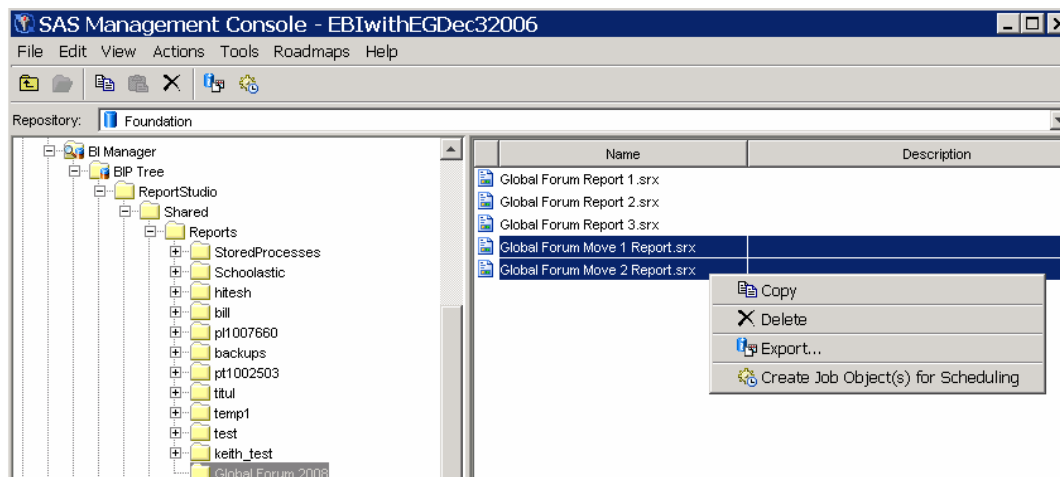 SAS Management Console - EBIwithEGDec32006
File Edit View Actions Tools Roadmaps Help
Repository: Foundation
BI Manager
BIP Tree
ReportStudio
Shared
Reports
StoredProcesses
Schoolastic
hitesh
bill
pl1007660
backups
pt1002503
titul
temp1
test
keith_test
Global Forum 2008
Name Description
Global Forum Report 1.srx
Global Forum Report 2.srx
Global Forum Report 3.srx
Global Forum Move 1 Report.srx
Global Forum Move 2 Report.srx
Copy
Delete
Export...
Create Job Object(s) for Scheduling